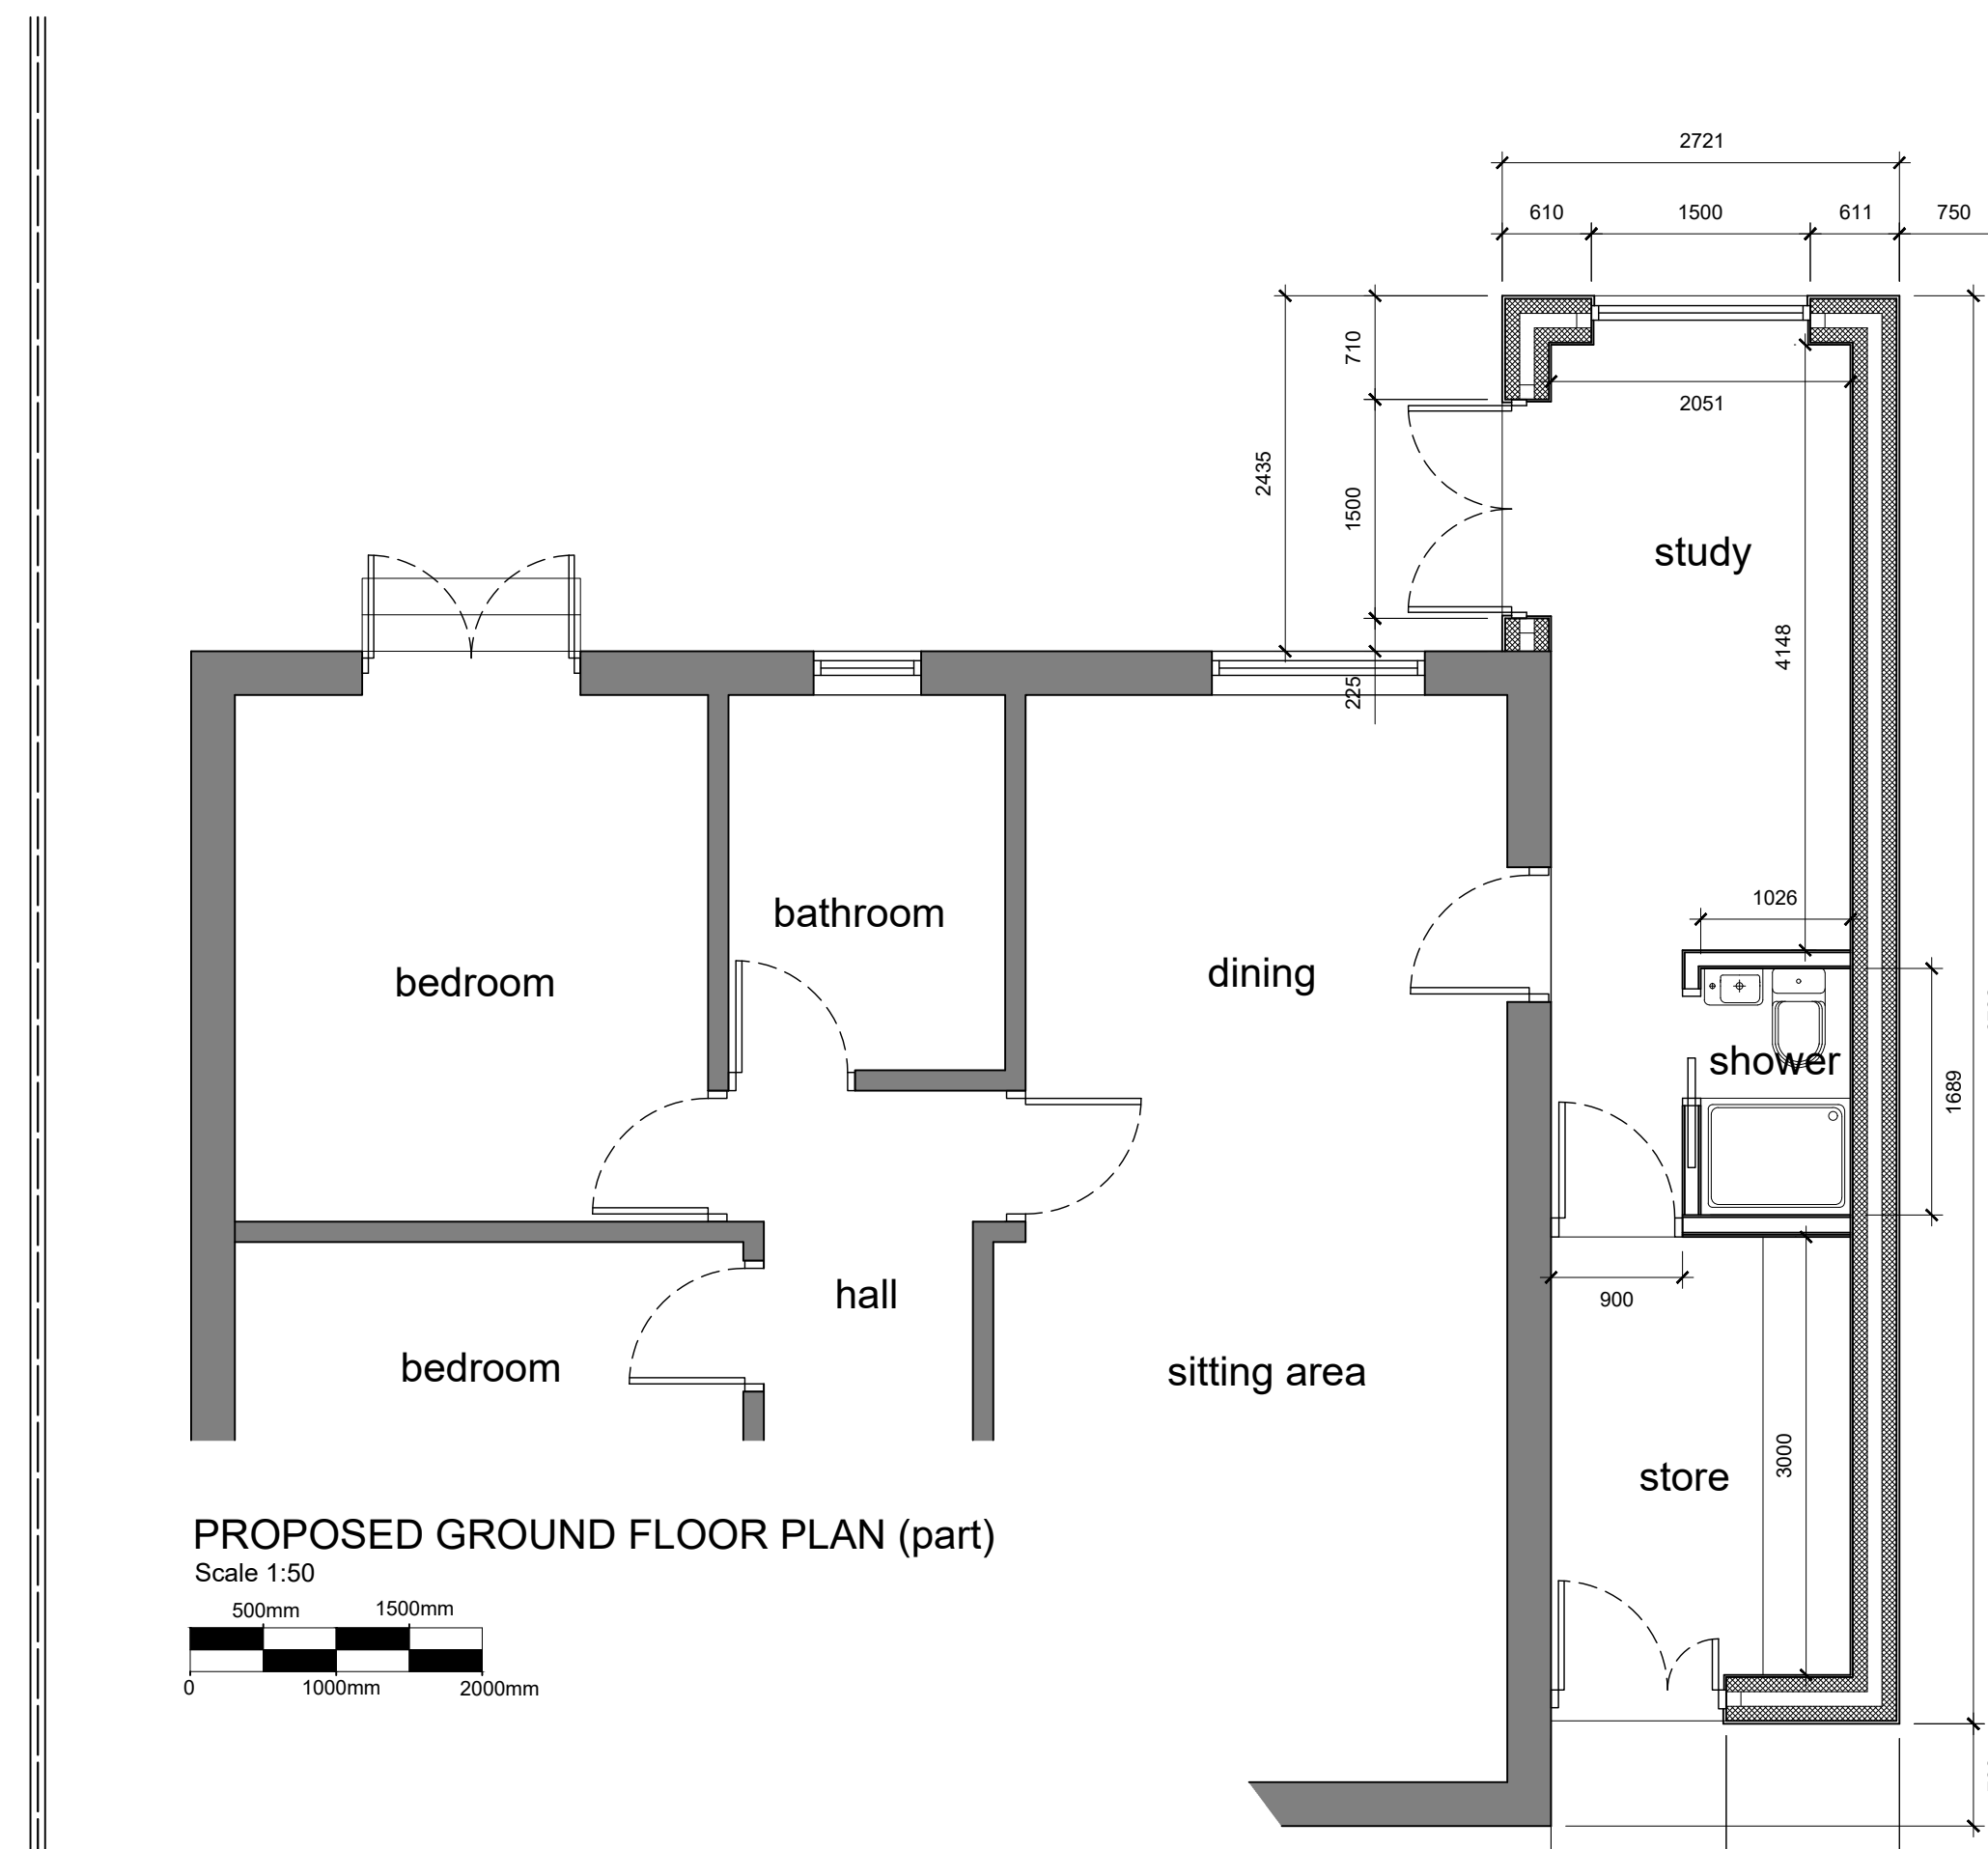 2721
610
1500
611
750
710
2051
2435
1500
study
4148
225
1026
bathroom
dining
bedroom
shower
1689
hall
900
bedroom
sitting area
3000
store
PROPOSED GROUND FLOOR PLAN (part)
Scale 1:50
500mm
1500mm
0
1000mm
2000mm